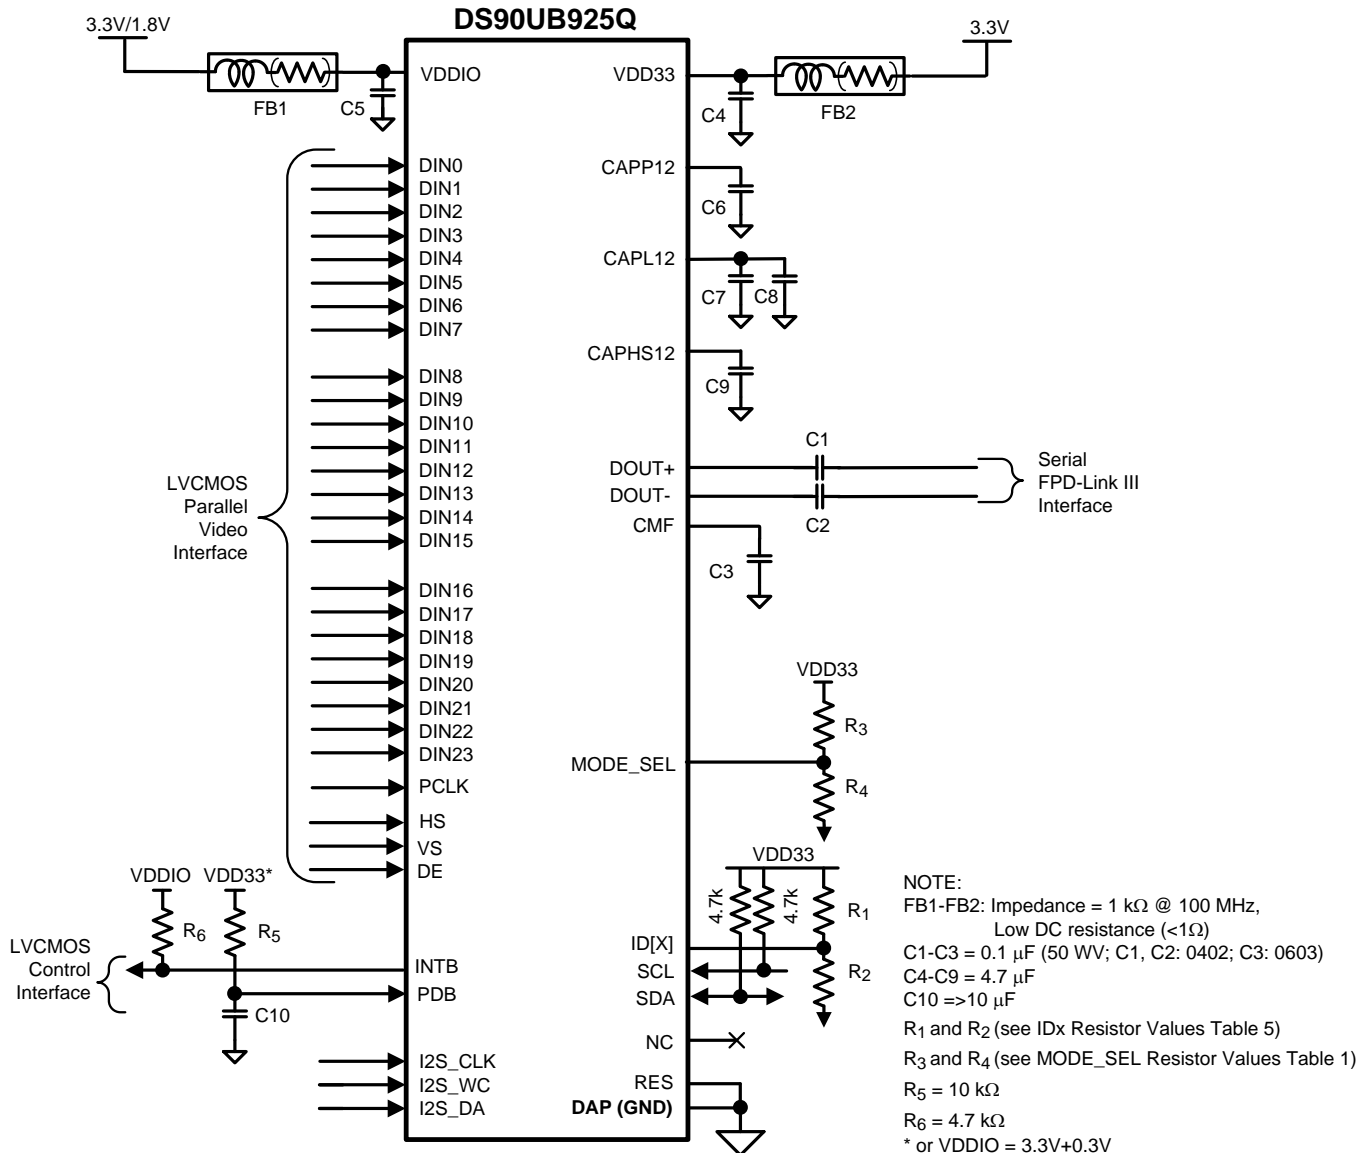 DS90UB925Q
3.3V/1.8V
3.3V
VDDIO
VDD33
FB1
C5
C4
FB2
DIN0
DIN1
DIN2
DIN3
DIN4
DIN5
DIN6
DIN7
CAPP12
C6
CAPL12
C7
C8
CAPHS12
C9
DIN8
DIN9
DIN10
DIN11
DIN12
DIN13
DIN14
DIN15
LVCMOS
Parallel
Video
Interface
DOUT+
DOUT-
CMF
C1
C2
C3
Serial
FPD-Link III
Interface
DIN16
DIN17
DIN18
DIN19
DIN20
DIN21
DIN22
DIN23
PCLK
HS
VS
DE
VDD33
R3
MODE_SEL
R4
VDDIO
VDD33*
R6
R5
LVCMOS
Control
Interface
INTB
PDB
C10
VDD33
4.7k
4.7k
R1
ID[X]
SCL
R2
SDA
NC
RES
DAP (GND)
I2S_CLK
I2S_WC
I2S_DA
NOTE:
FB1-FB2: Impedance = 1 kΩ @ 100 MHz,
Low DC resistance (<1Ω)
C1-C3 = 0.1 μF (50 WV; C1, C2: 0402; C3: 0603)
C4-C9 = 4.7 μF
C10 =>10 μF
R1 and R2 (see IDx Resistor Values Table 5)
R3 and R4 (see MODE_SEL Resistor Values Table 1)
R5 = 10 kΩ
R6 = 4.7 kΩ
* or VDDIO = 3.3V+0.3V